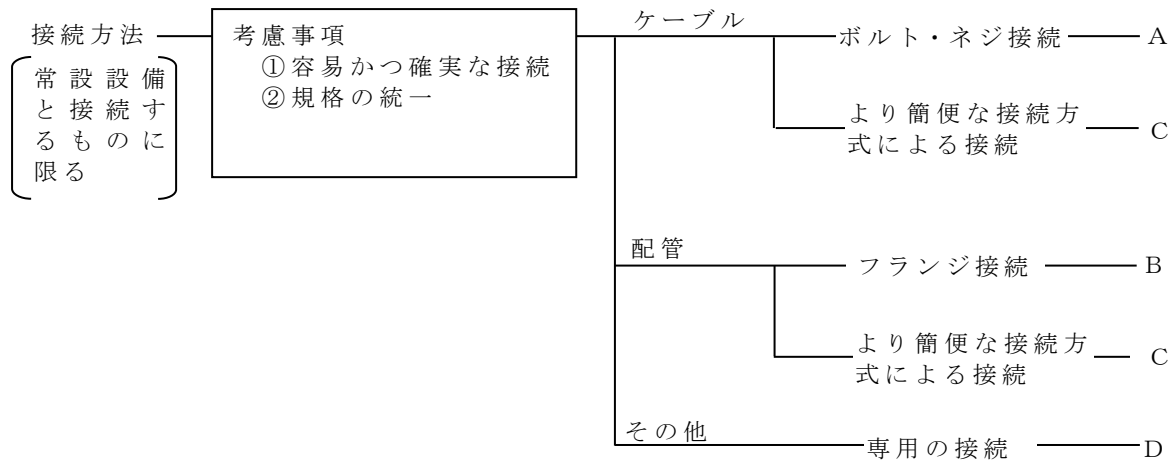 接続方法
常設設備
と接続す
るものに
限る
考慮事項
①容易かつ確実な接続
②規格の統一
ケーブル
ボルト・ネジ接続
A
より簡便な接続方
式による接続
C
配管
フランジ接続
B
より簡便な接続方
式による接続
C
その他
専用の接続
D